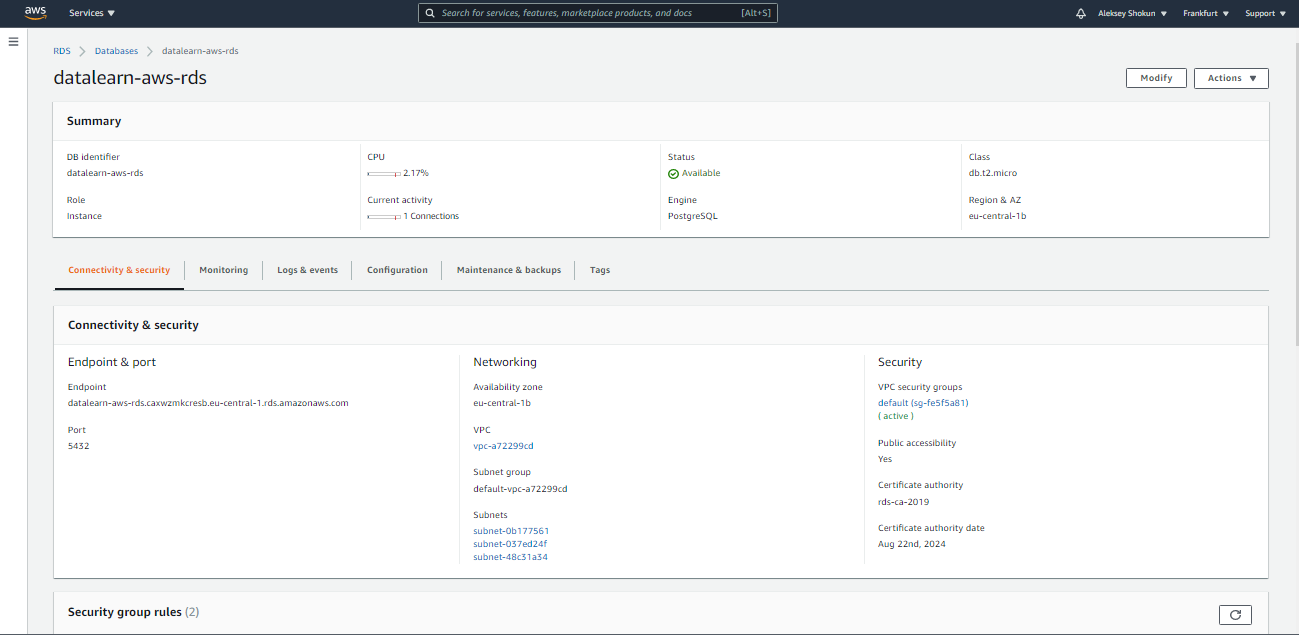 aws Services ▼ Search for services, features, marketplace products, and docs [Alt+S] Aleksey Shokun ▼ Frankfurt ▼ Support ▼
RDS > Databases > datalearn-aws-rds
datalearn-aws-rds
Modify Actions ▼
Summary
DB identifier CPU Status Class
datalearn-aws-rds 2.17% Available db.t2.micro
Role Current activity Engine Region & AZ
Instance 1 Connections PostgreSQL eu-central-1b
Connectivity & security Monitoring Logs & events Configuration Maintenance & backups Tags
Connectivity & security
Endpoint & port
Endpoint
datalearn-aws-rds.caxwzmkcresb.eu-central-1.rds.amazonaws.com
Port
5432
Networking
Availability zone
eu-central-1b
VPC
vpc-a72299cd
Subnet group
default-vpc-a72299cd
Subnets
subnet-0b177561
subnet-037ed24f
subnet-48c31a34
Security
VPC security groups
default (sg-fe5f5a81)
( active )
Public accessibility
Yes
Certificate authority
rds-ca-2019
Certificate authority date
Aug 22nd, 2024
Security group rules (2)